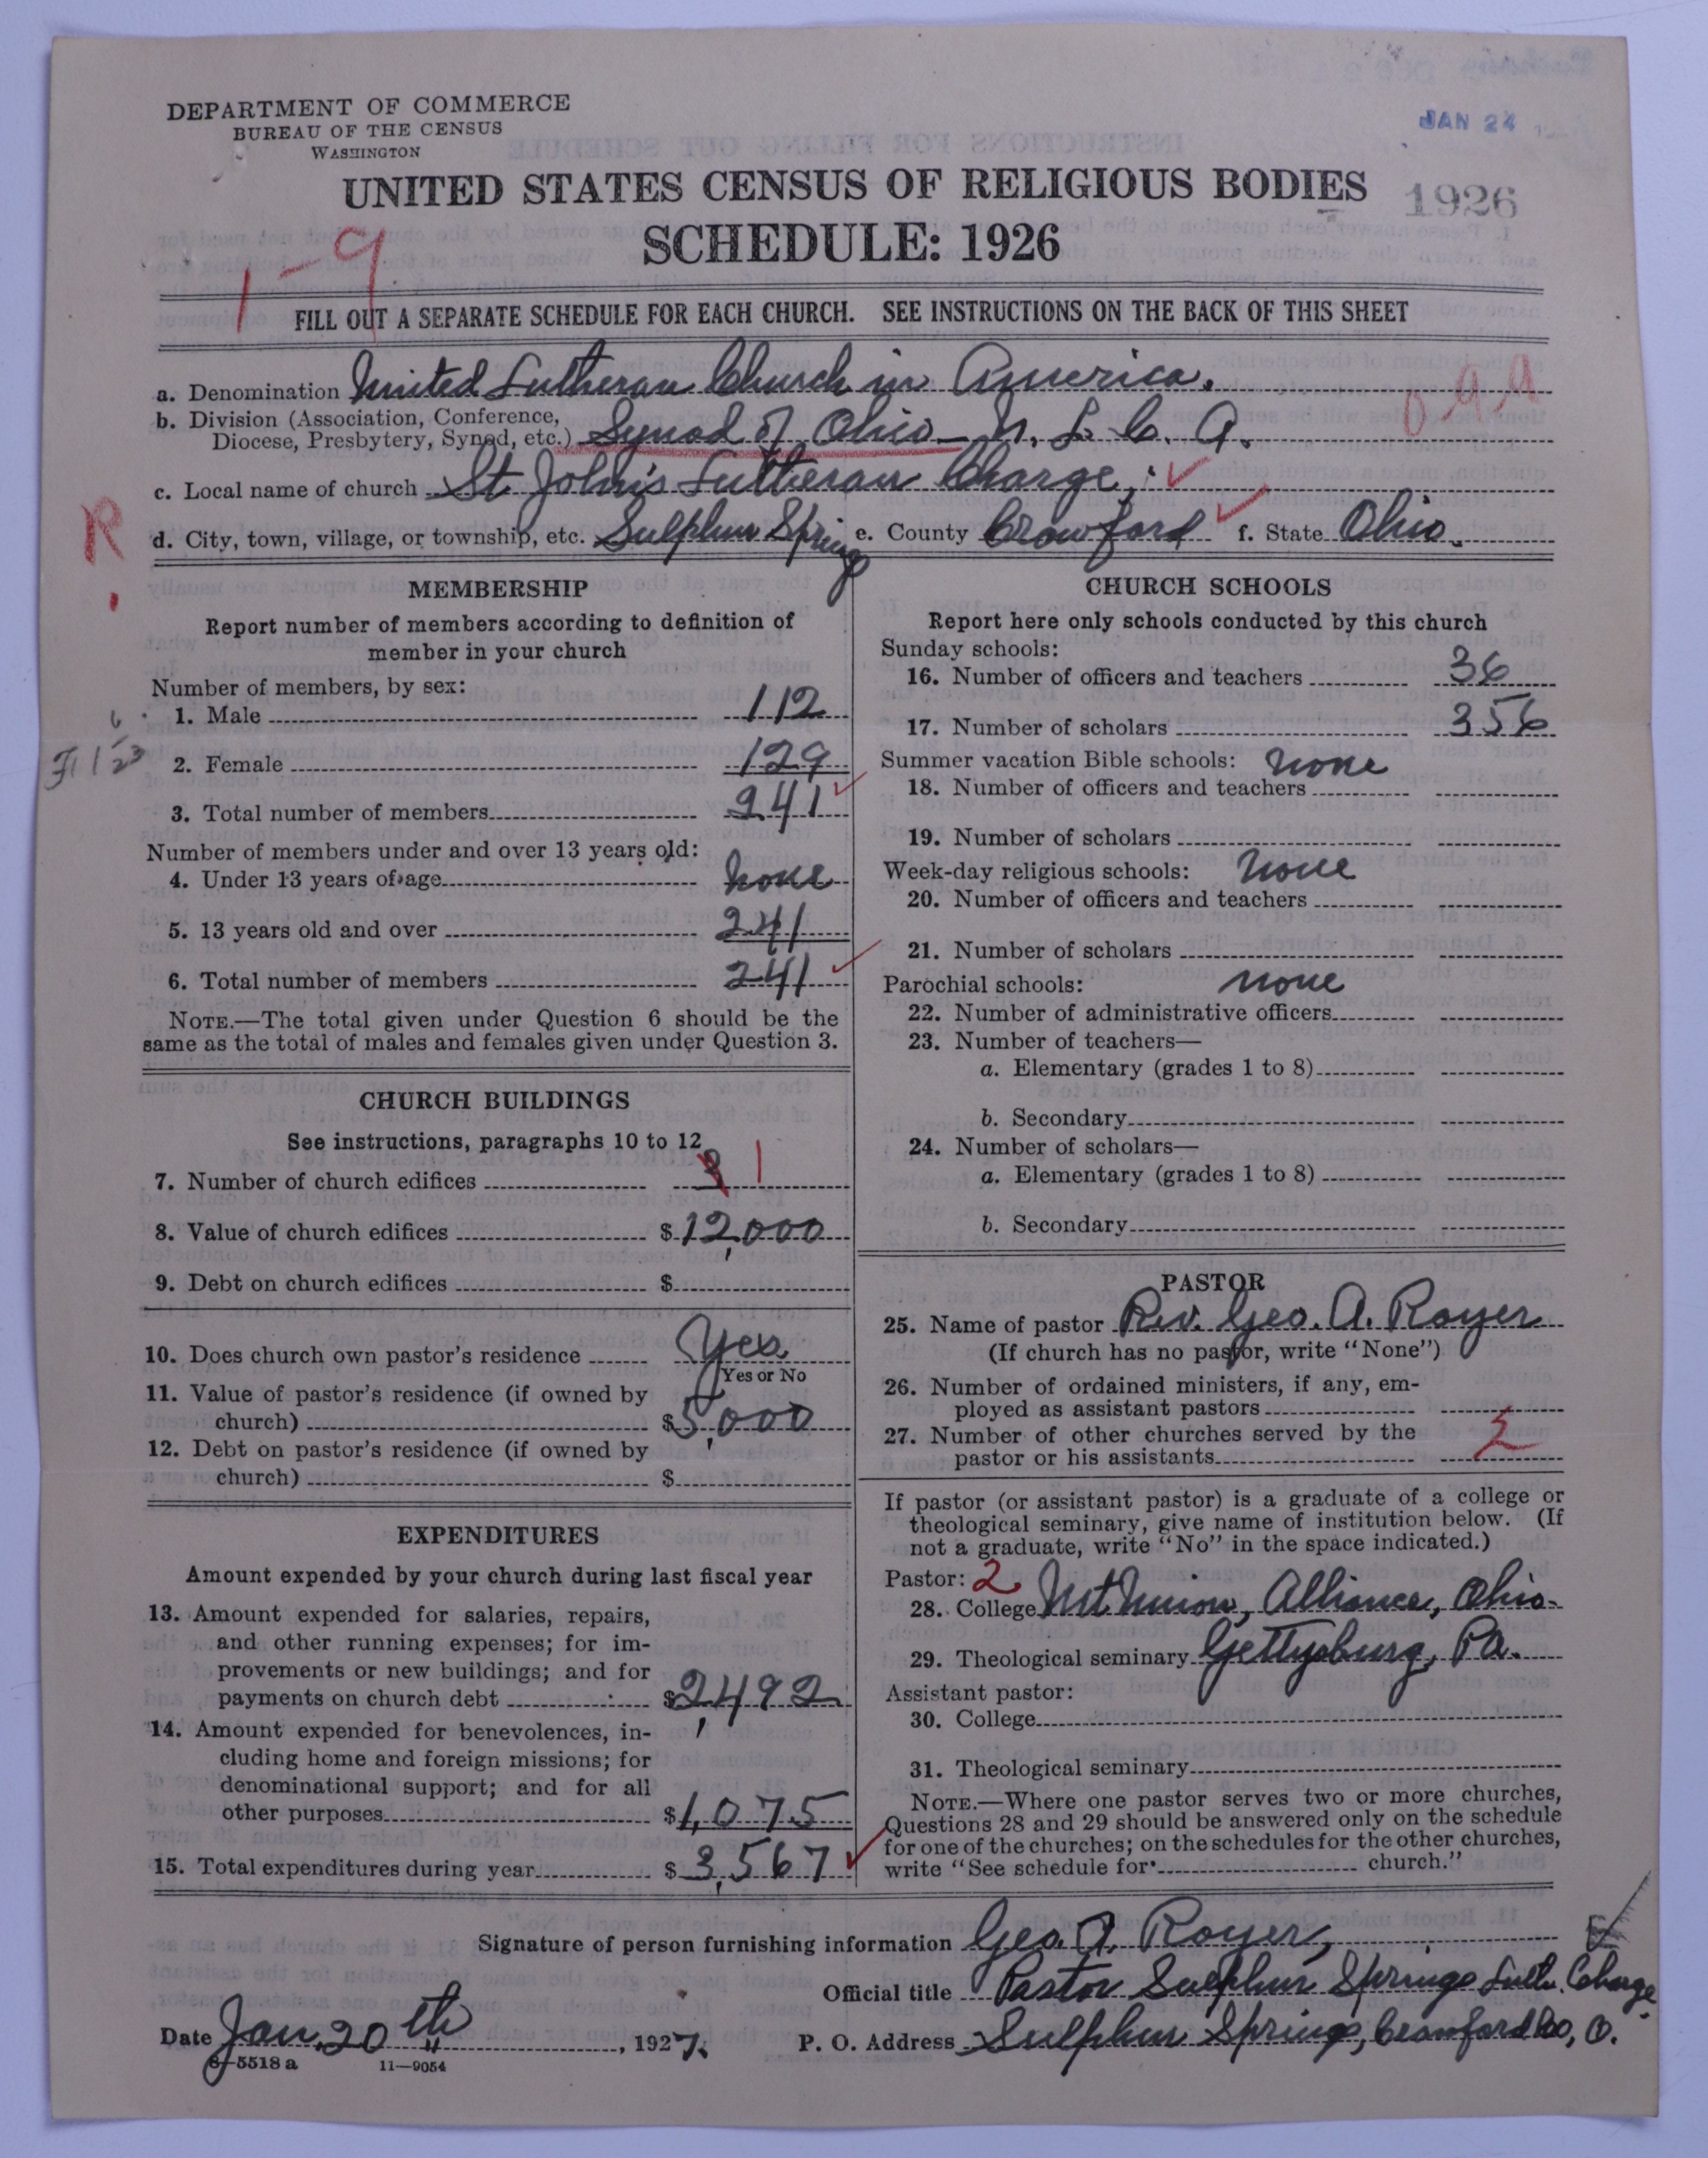 DEPARTMENT OF COMMERCE
BUREAU OF THE CENSUS
WASHINGTON
JAN 24
UNITED STATES CENSUS OF RELIGIOUS BODIES
1926
SCHEDULE: 1926
1-9
FILL OUT A SEPARATE SCHEDULE FOR EACH CHURCH. SEE INSTRUCTIONS ON THE BACK OF THIS SHEET
a. Denomination United Lutheran Church in America.
b. Division (Association, Conference,
Diocese, Presbytery, Synod, etc.) Synod of Ohio - U. L. C. A.
c. Local name of church St John's Lutheran Charge,
R
d. City, town, village, or township, etc. Sulphur Springs e. County Crawford f. State Ohio.
MEMBERSHIP
Report number of members according to definition of
member in your church
Number of members, by sex:
1. Male 112
2. Female 129
3. Total number of members 241
Number of members under and over 13 years old:
4. Under 13 years of age none
5. 13 years old and over 241
6. Total number of members 241
NOTE.—The total given under Question 6 should be the
same as the total of males and females given under Question 3.
CHURCH BUILDINGS
See instructions, paragraphs 10 to 12
7. Number of church edifices 3 1
8. Value of church edifices $ 12,000
9. Debt on church edifices $
10. Does church own pastor's residence Yes
Yes or No
11. Value of pastor's residence (if owned by
church) $ 5,000
12. Debt on pastor's residence (if owned by
church) $
EXPENDITURES
Amount expended by your church during last fiscal year
13. Amount expended for salaries, repairs,
and other running expenses; for im-
provements or new buildings; and for
payments on church debt $ 2,492
14. Amount expended for benevolences, in-
cluding home and foreign missions; for
denominational support; and for all
other purposes $ 1,075
15. Total expenditures during year $ 3,567
CHURCH SCHOOLS
Report here only schools conducted by this church
Sunday schools:
16. Number of officers and teachers 36
17. Number of scholars 356
Summer vacation Bible schools: none
18. Number of officers and teachers
19. Number of scholars
Week-day religious schools: none
20. Number of officers and teachers
21. Number of scholars
Parochial schools: none
22. Number of administrative officers
23. Number of teachers—
a. Elementary (grades 1 to 8)
b. Secondary
24. Number of scholars—
a. Elementary (grades 1 to 8)
b. Secondary
PASTOR
25. Name of pastor Rev. Geo. A. Royer
(If church has no pastor, write "None")
26. Number of ordained ministers, if any, em-
ployed as assistant pastors
27. Number of other churches served by the
pastor or his assistants
If pastor (or assistant pastor) is a graduate of a college or
theological seminary, give name of institution below. (If
not a graduate, write "No" in the space indicated.)
Pastor: 2
28. College Mt Union, Alliance, Ohio.
29. Theological seminary Gettysburg, Pa.
Assistant pastor:
30. College
31. Theological seminary
NOTE.—Where one pastor serves two or more churches,
Questions 28 and 29 should be answered only on the schedule
for one of the churches; on the schedules for the other churches,
write "See schedule for church."
Signature of person furnishing information Geo. A. Royer,
Official title Pastor Sulphur Springs Luth. Charge
Date Jan. 20th, 1927. P. O. Address Sulphur Springs, Crawford Co, O.
8—5518 a 11—9054